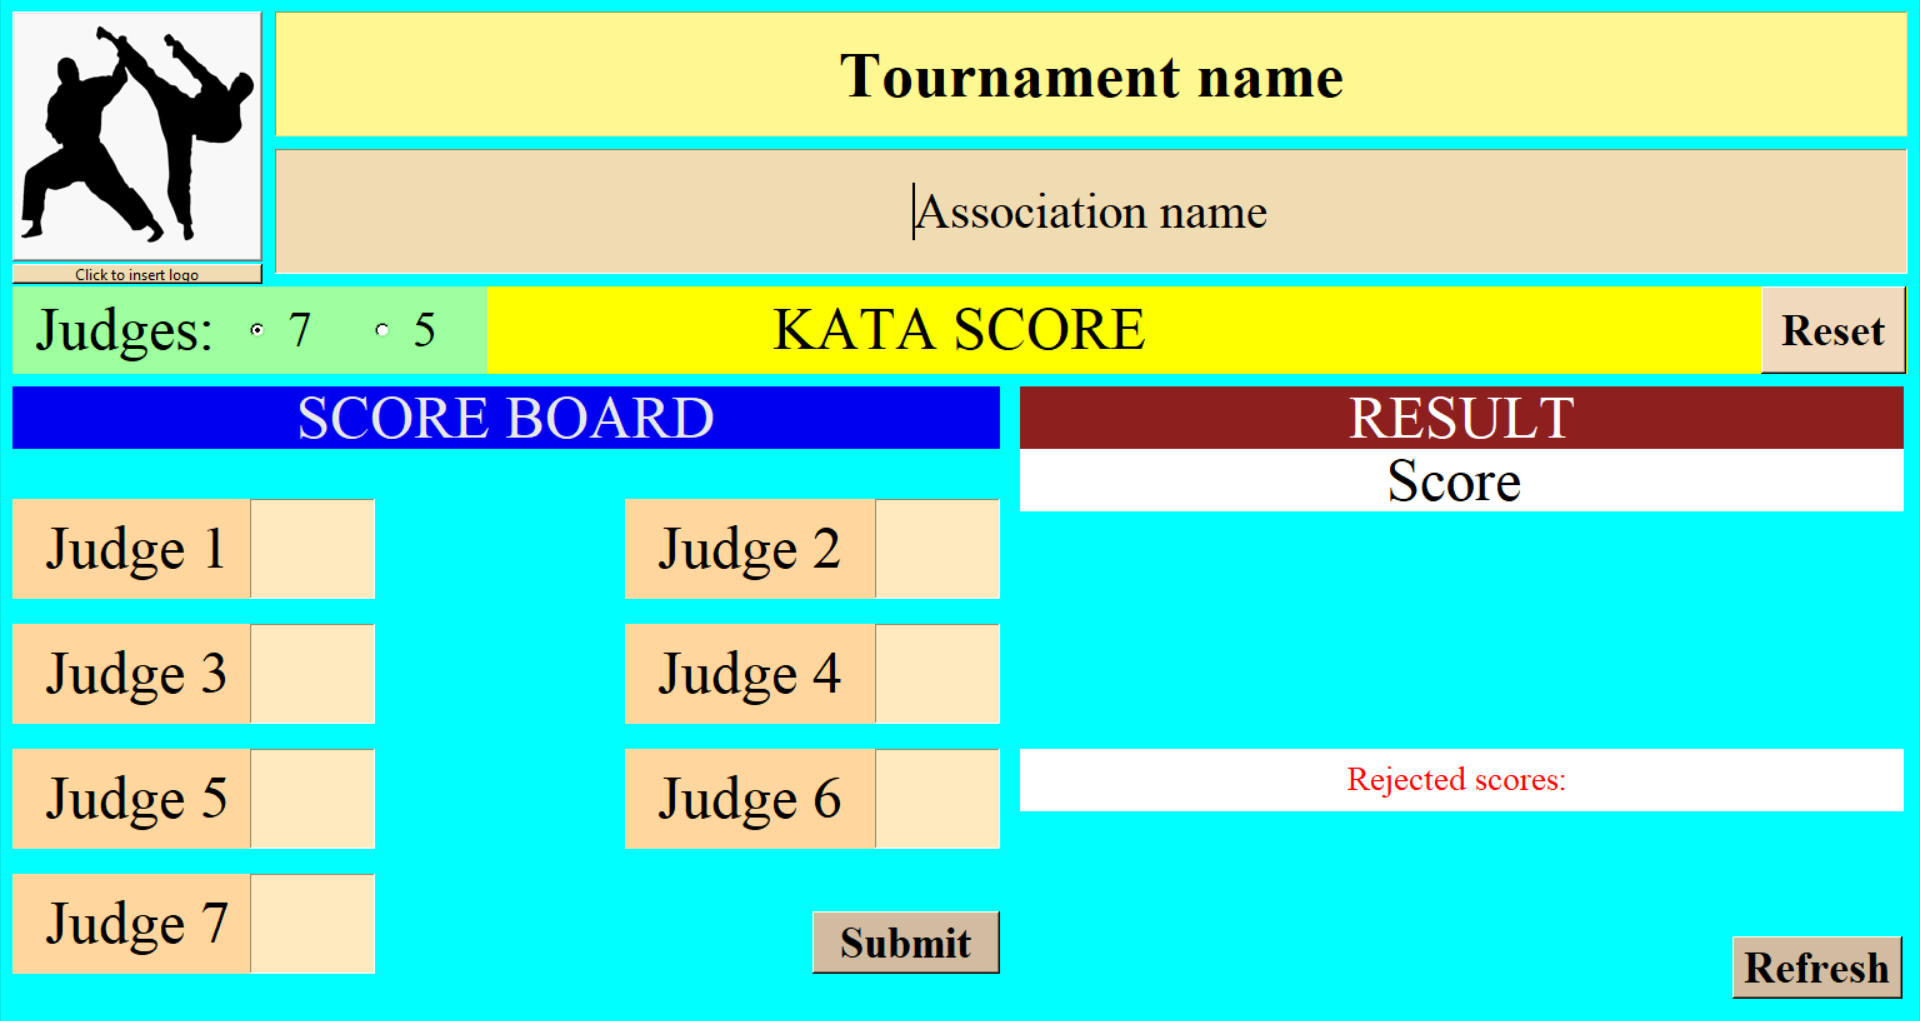 Tournament name
Association name
Click to insert logo
Judges: 7 5
KATA SCORE
Reset
SCORE BOARD
RESULT
Score
Judge 1
Judge 2
Judge 3
Judge 4
Judge 5
Judge 6
Rejected scores:
Judge 7
Submit
Refresh